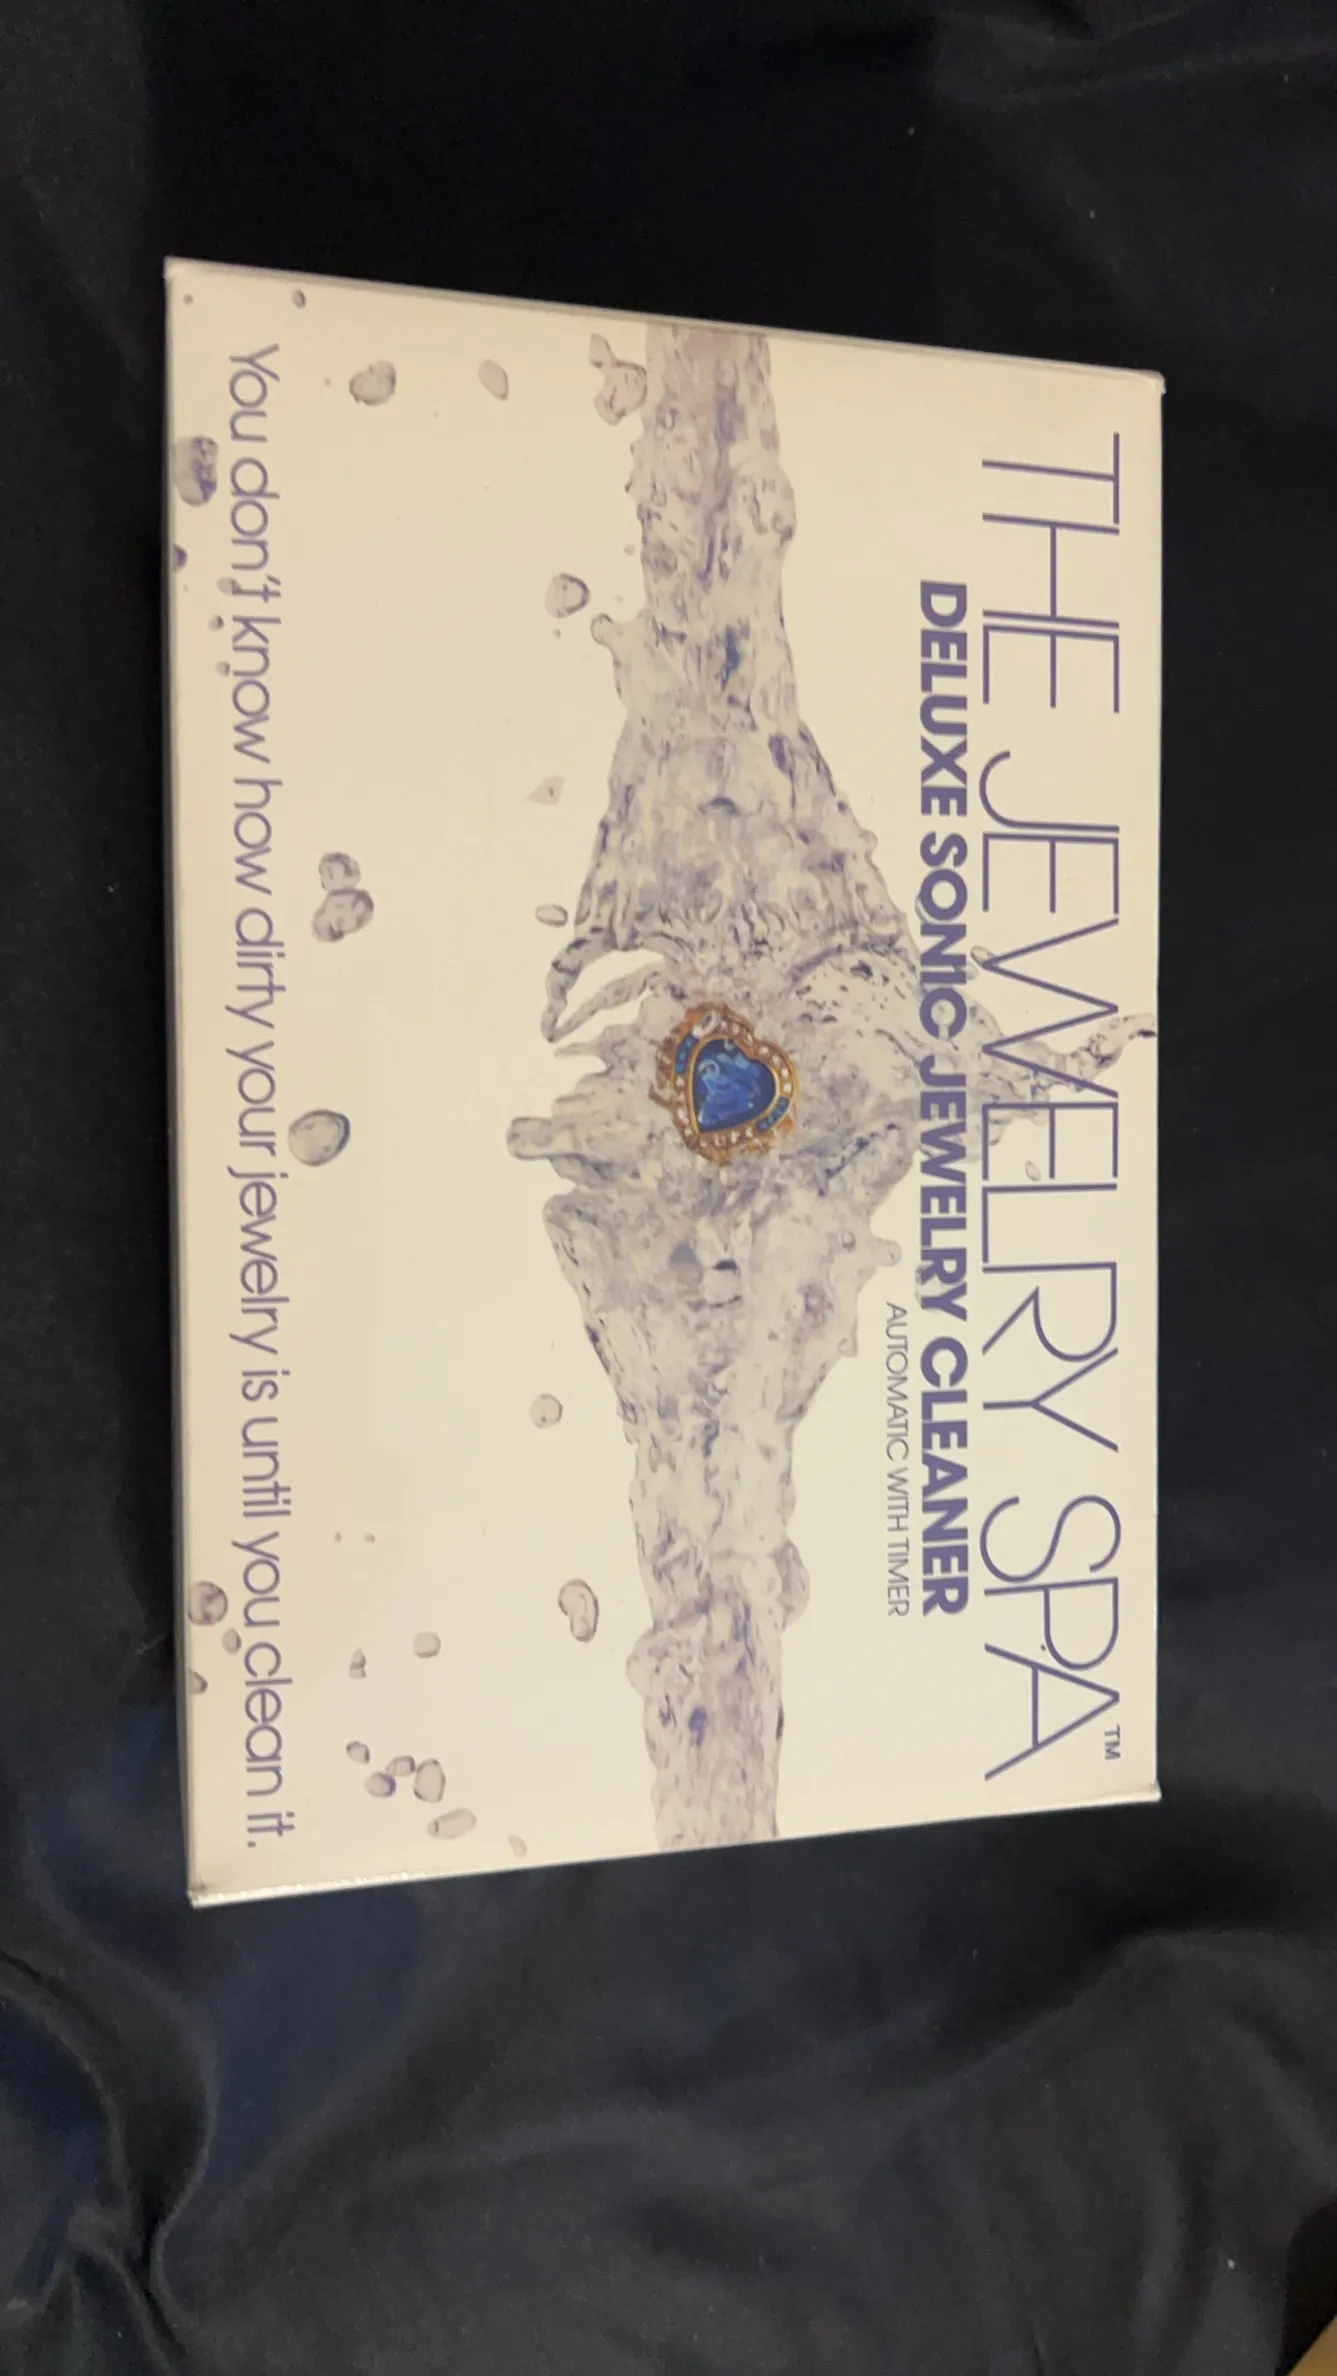 THE JEWELRY SPA™
DELUXE SONIC JEWELRY CLEANER
AUTOMATIC WITH TIMER
You don't know how dirty your jewelry is until you clean it.